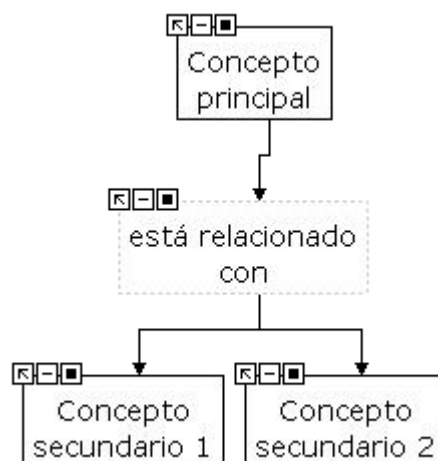 Concepto
principal
está relacionado
con
Concepto
secundario 1
Concepto
secundario 2